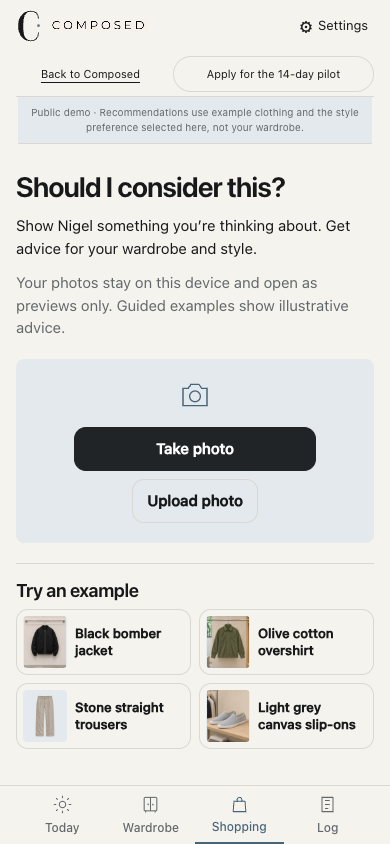 COMPOSED
Settings
Back to Composed
Apply for the 14-day pilot
Public demo · Recommendations use example clothing and the style
preference selected here, not your wardrobe.
Should I consider this?
Show Nigel something you’re thinking about. Get
advice for your wardrobe and style.
Your photos stay on this device and open as
previews only. Guided examples show illustrative
advice.
Take photo
Upload photo
Try an example
Black bomber
jacket
Olive cotton
overshirt
Stone straight
trousers
Light grey
canvas slip-ons
Today
Wardrobe
Shopping
Log